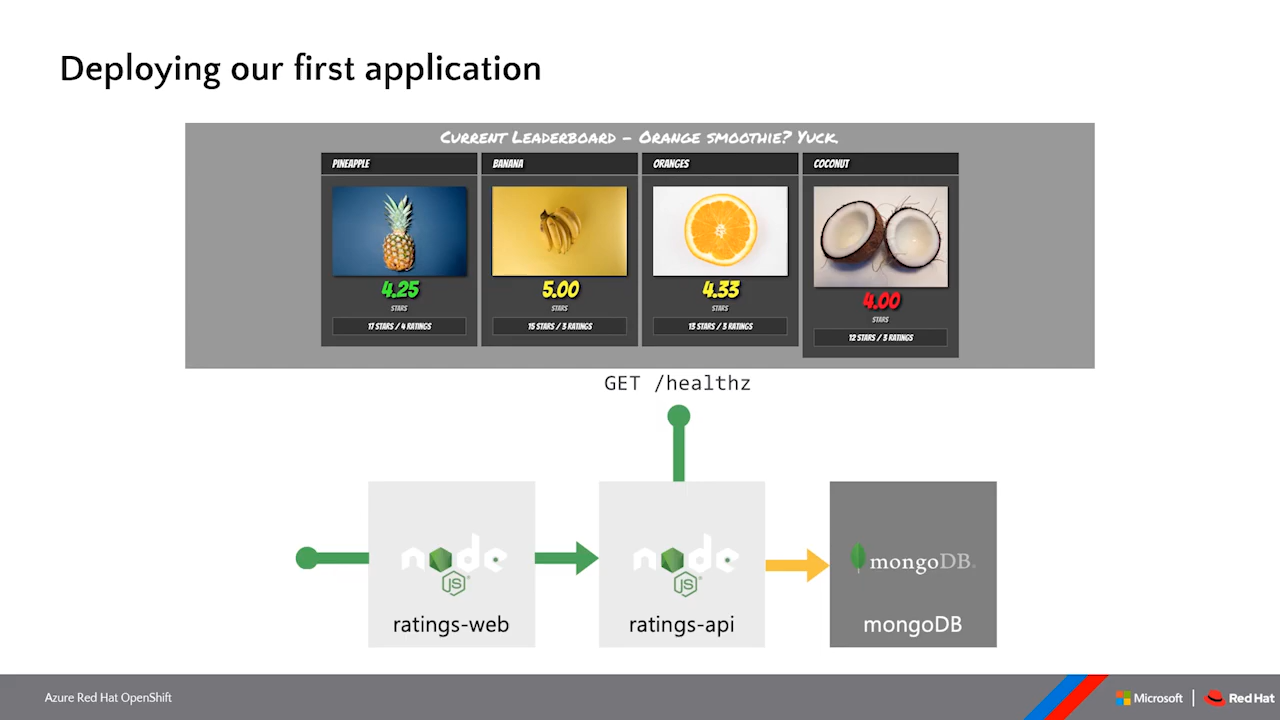 Deploying our first application
CURRENT LEADERBOARD - ORANGE SMOOTHIE? YUCK.
PINEAPPLE
4.25
STARS
17 STARS / 4 RATINGS
BANANA
5.00
STARS
15 STARS / 3 RATINGS
ORANGES
4.33
STARS
13 STARS / 3 RATINGS
COCONUT
4.00
STARS
12 STARS / 3 RATINGS
GET /healthz
node
JS
ratings-web
node
JS
ratings-api
mongoDB
mongoDB
Azure Red Hat OpenShift
Microsoft | Red Hat